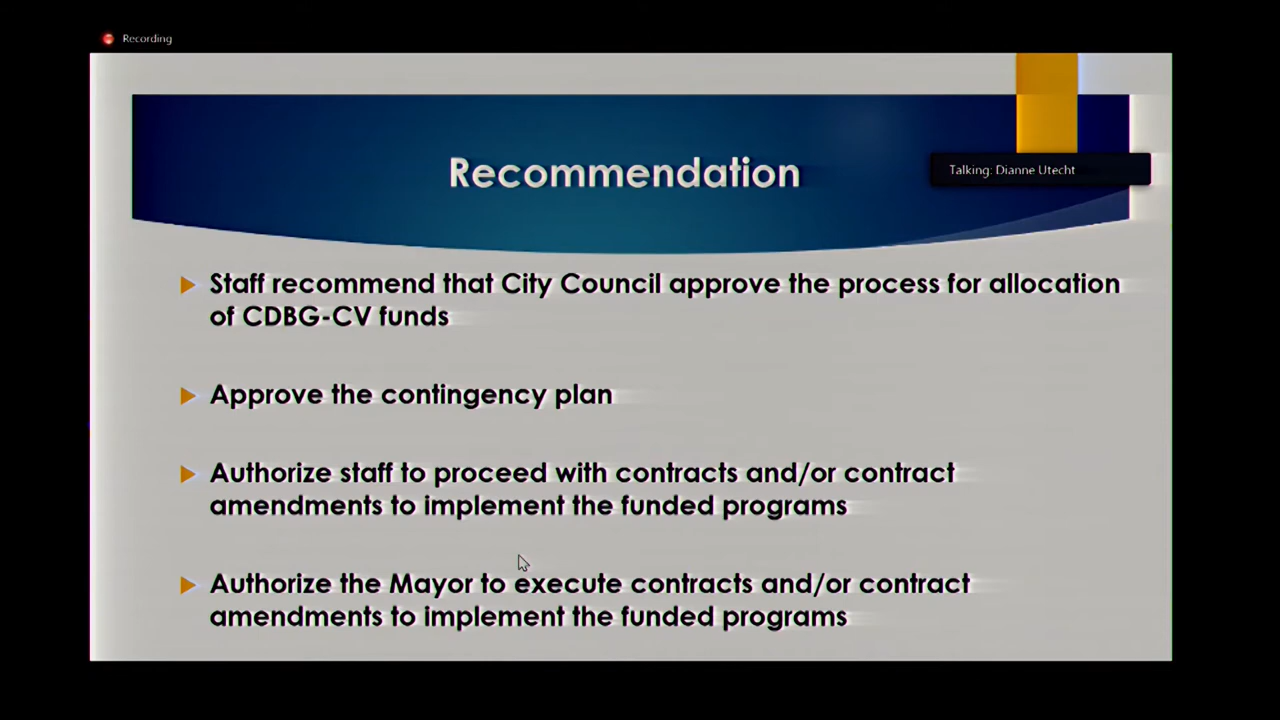 Recording
Recommendation
Talking: Dianne Utecht
Staff recommend that City Council approve the process for allocation
of CDBG-CV funds
Approve the contingency plan
Authorize staff to proceed with contracts and/or contract
amendments to implement the funded programs
Authorize the Mayor to execute contracts and/or contract
amendments to implement the funded programs